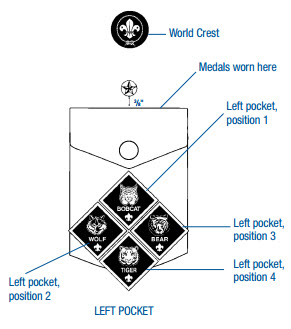 World Crest
Medals worn here
3/8"
Left pocket,
position 1
BOBCAT
WOLF
BEAR
TIGER
Left pocket,
position 3
Left pocket,
position 2
Left pocket,
position 4
LEFT POCKET